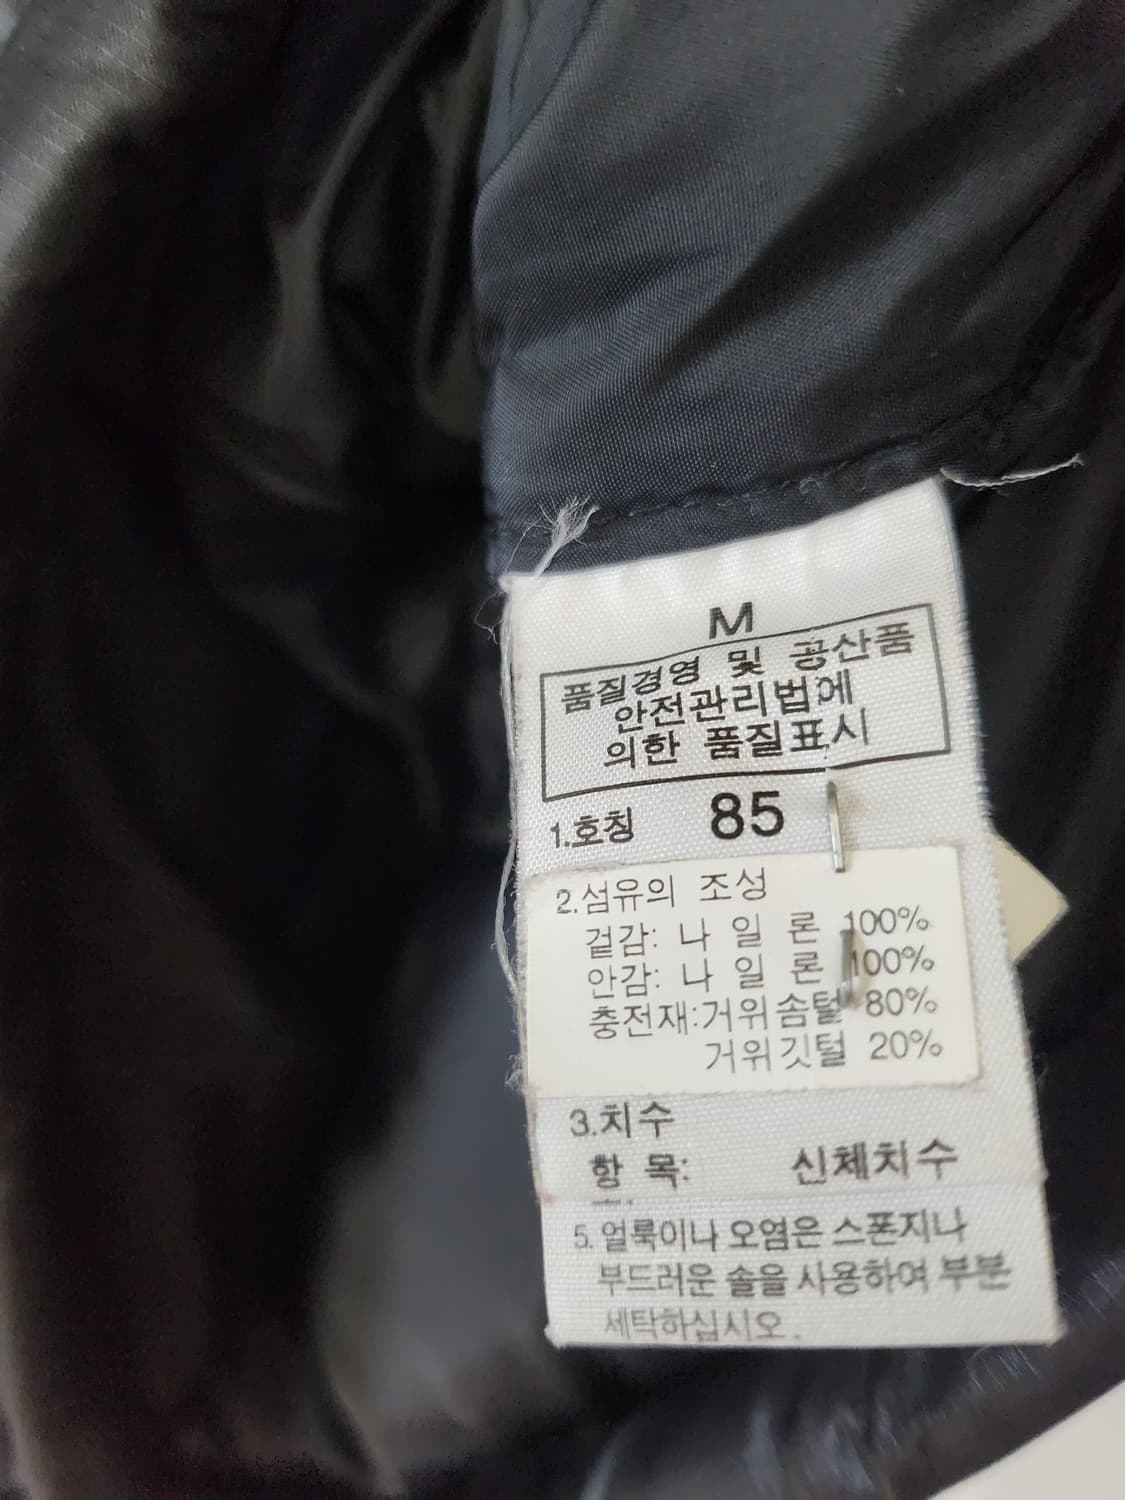 M
품질경영 및 공산품
안전관리법에
의한 품질표시
1.호칭 85
2.섬유의 조성
겉감: 나 일 론 100%
안감: 나 일 론 100%
충전재:거위솜털 80%
거위깃털 20%
3.치수
항 목: 신체치수
5. 얼룩이나 오염은 스폰지나
부드러운 솔을 사용하여 부분
세탁하십시오.